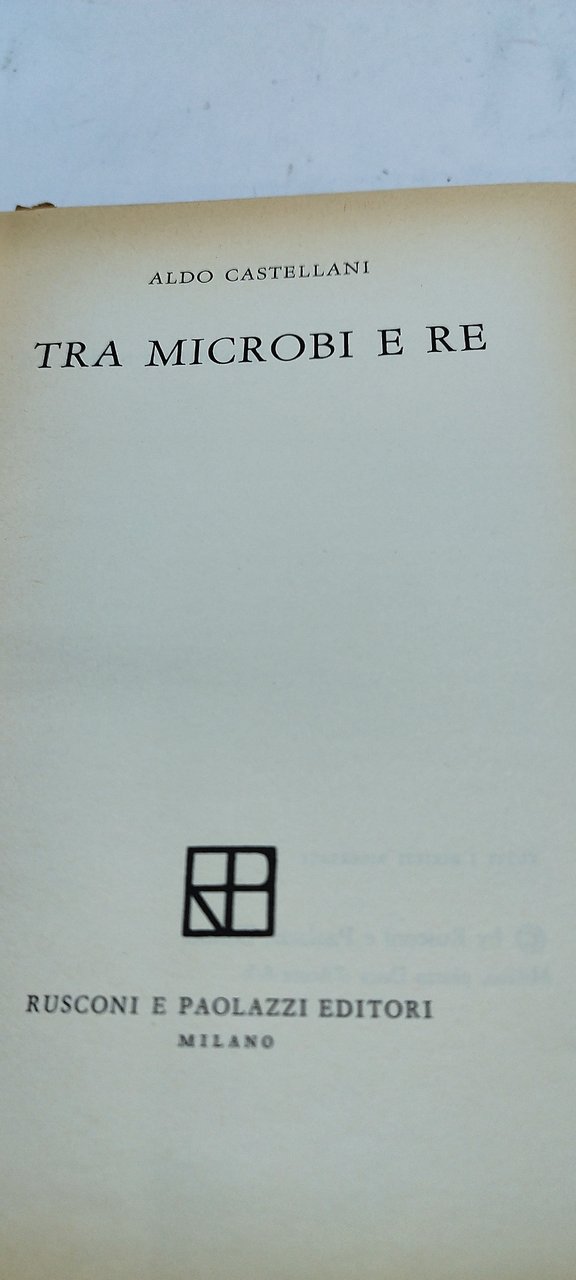 ALDO CASTELLANI
TRA MICROBI E RE
RUSCONI E PAOLAZZI EDITORI
MILANO